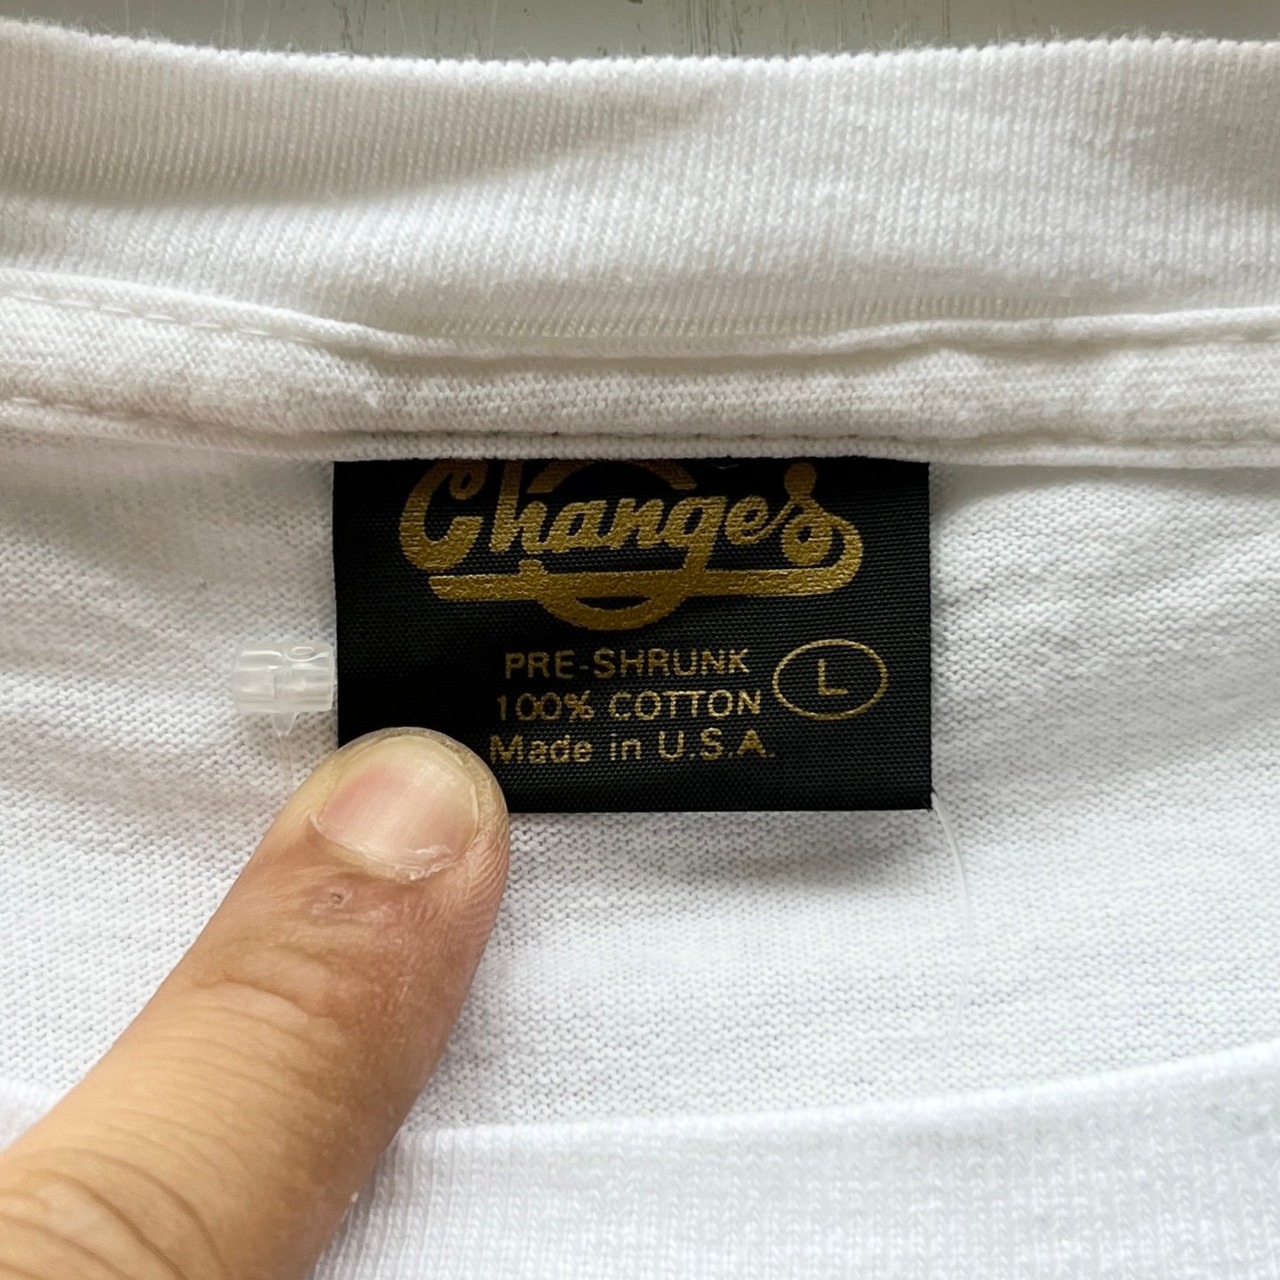 Changes
PRE-SHRUNK
100% COTTON
L
Made in U.S.A.